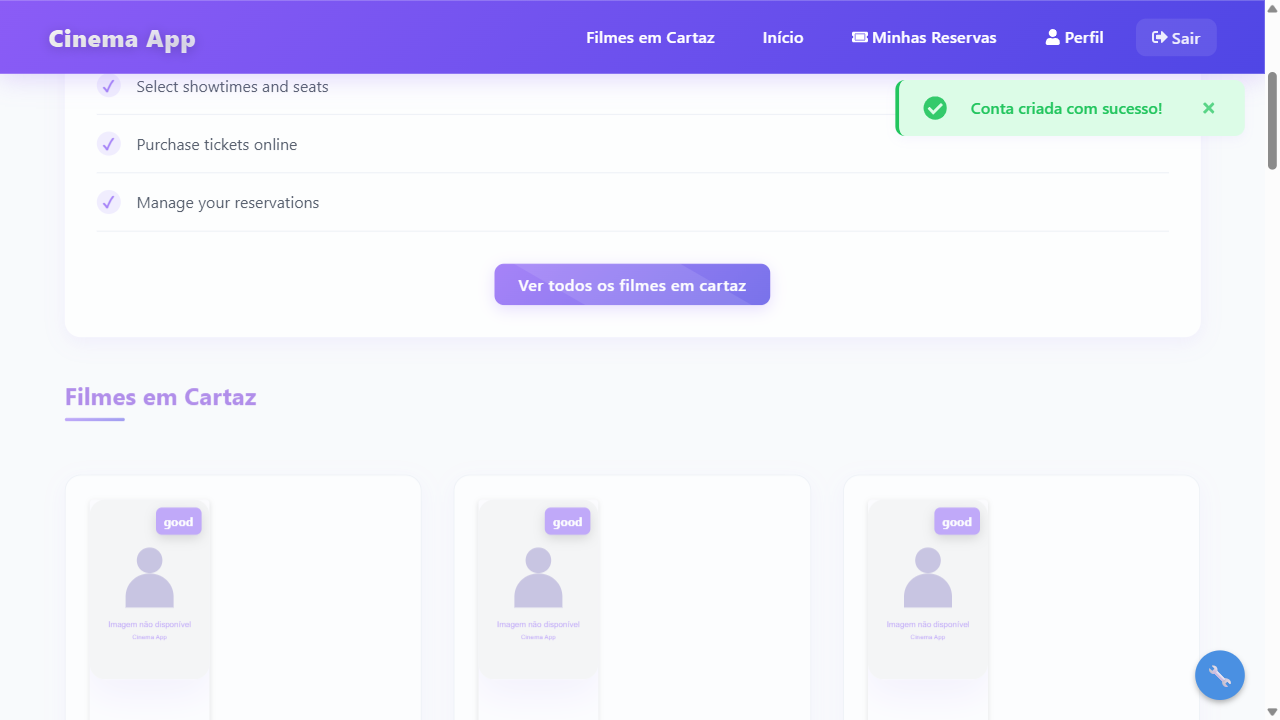 Cinema App
Filmes em Cartaz
Início
Minhas Reservas
Perfil
Sair
Select showtimes and seats
Conta criada com sucesso!
Purchase tickets online
Manage your reservations
Ver todos os filmes em cartaz
Filmes em Cartaz
good
Imagem não disponível
Cinema App
good
Imagem não disponível
Cinema App
good
Imagem não disponível
Cinema App